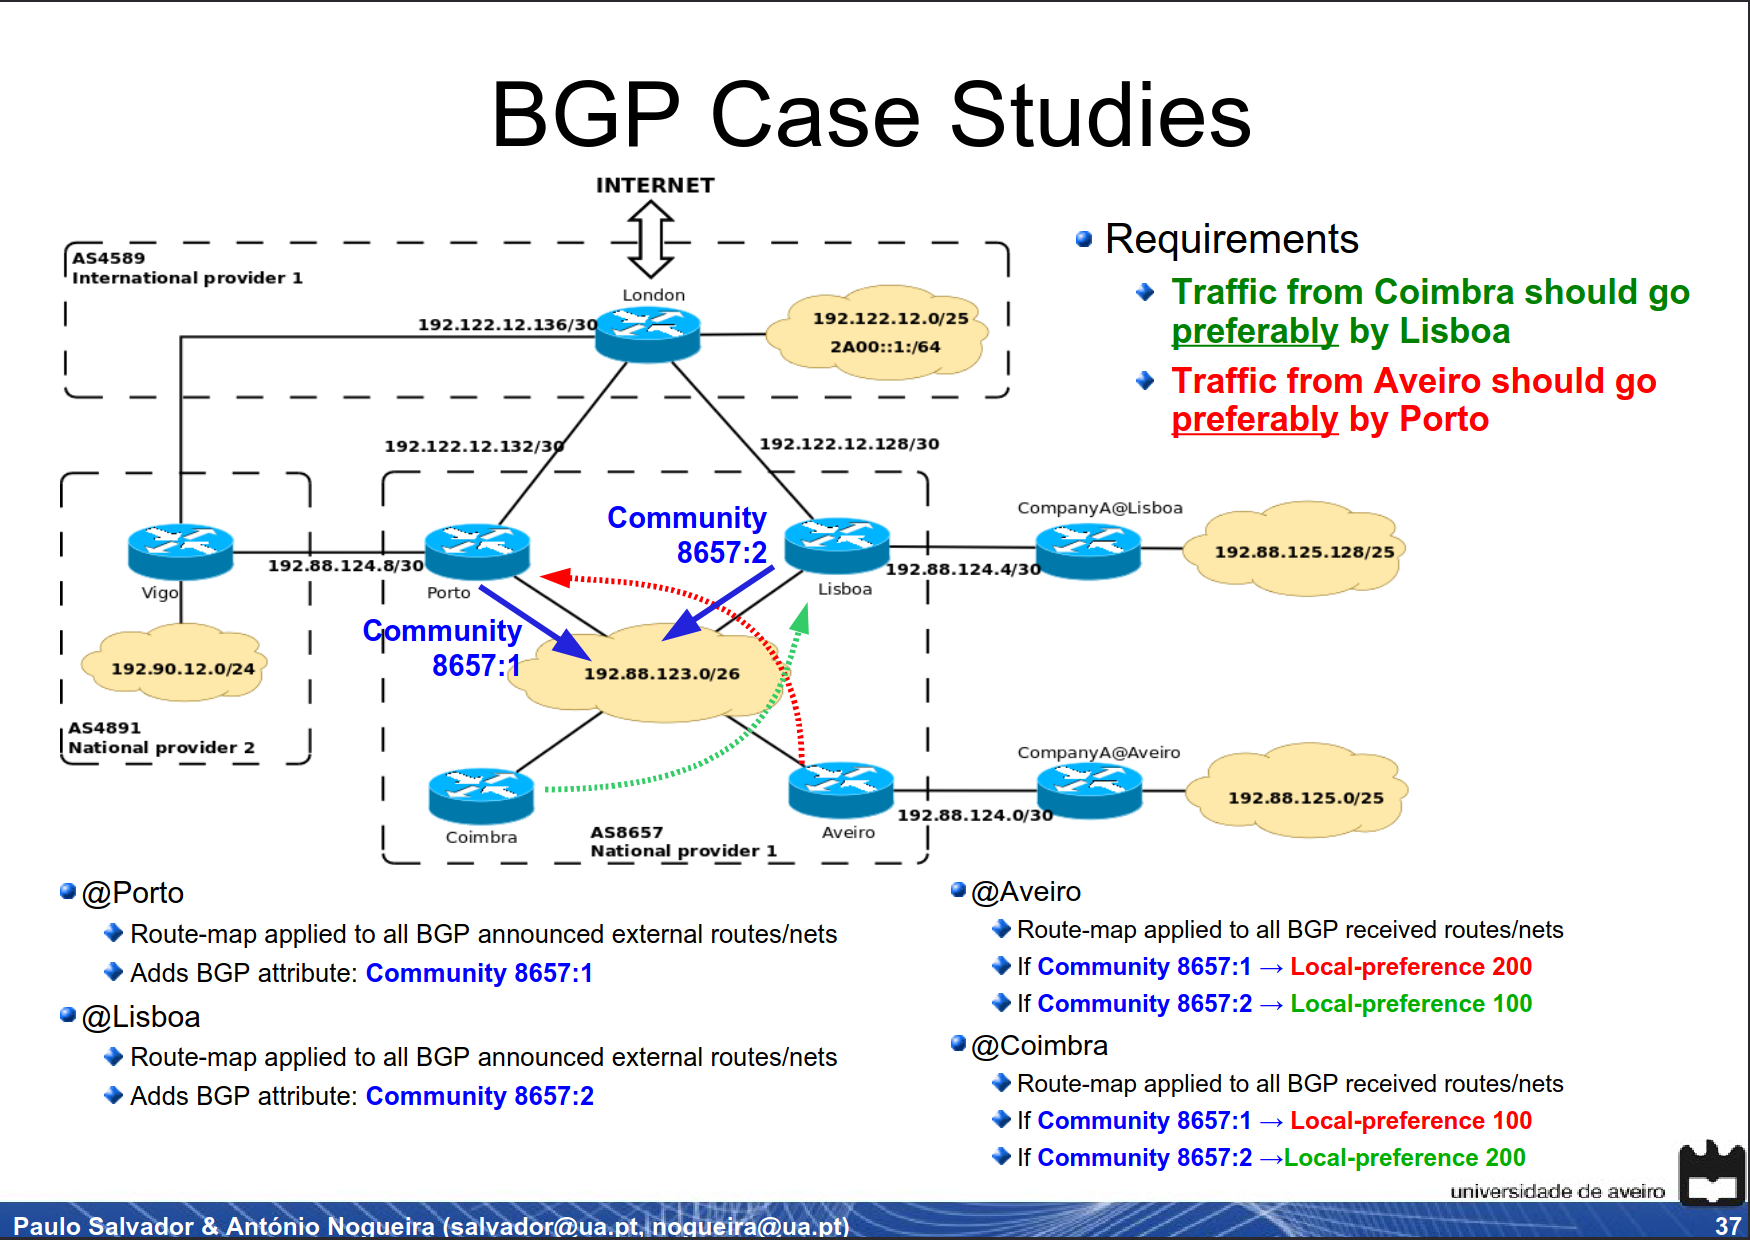 BGP Case Studies
INTERNET
AS4589
International provider 1
London
192.122.12.136/30
192.122.12.0/25
2A00::1:/64
192.122.12.132/30
192.122.12.128/30
Requirements
Traffic from Coimbra should go
preferably by Lisboa
Traffic from Aveiro should go
preferably by Porto
Community
8657:2
CompanyA@Lisboa
192.88.125.128/25
192.88.124.8/30
192.88.124.4/30
Vigo
Porto
Lisboa
Community
8657:1
192.90.12.0/24
192.88.123.0/26
AS4891
National provider 2
CompanyA@Aveiro
192.88.125.0/25
192.88.124.0/30
Coimbra
Aveiro
AS8657
National provider 1
@Porto
Route-map applied to all BGP announced external routes/nets
Adds BGP attribute: Community 8657:1
@Lisboa
Route-map applied to all BGP announced external routes/nets
Adds BGP attribute: Community 8657:2
@Aveiro
Route-map applied to all BGP received routes/nets
If Community 8657:1 → Local-preference 200
If Community 8657:2 → Local-preference 100
@Coimbra
Route-map applied to all BGP received routes/nets
If Community 8657:1 → Local-preference 100
If Community 8657:2 →Local-preference 200
universidade de aveiro
Paulo Salvador & António Nogueira (salvador@ua.pt, nogueira@ua.pt)
37